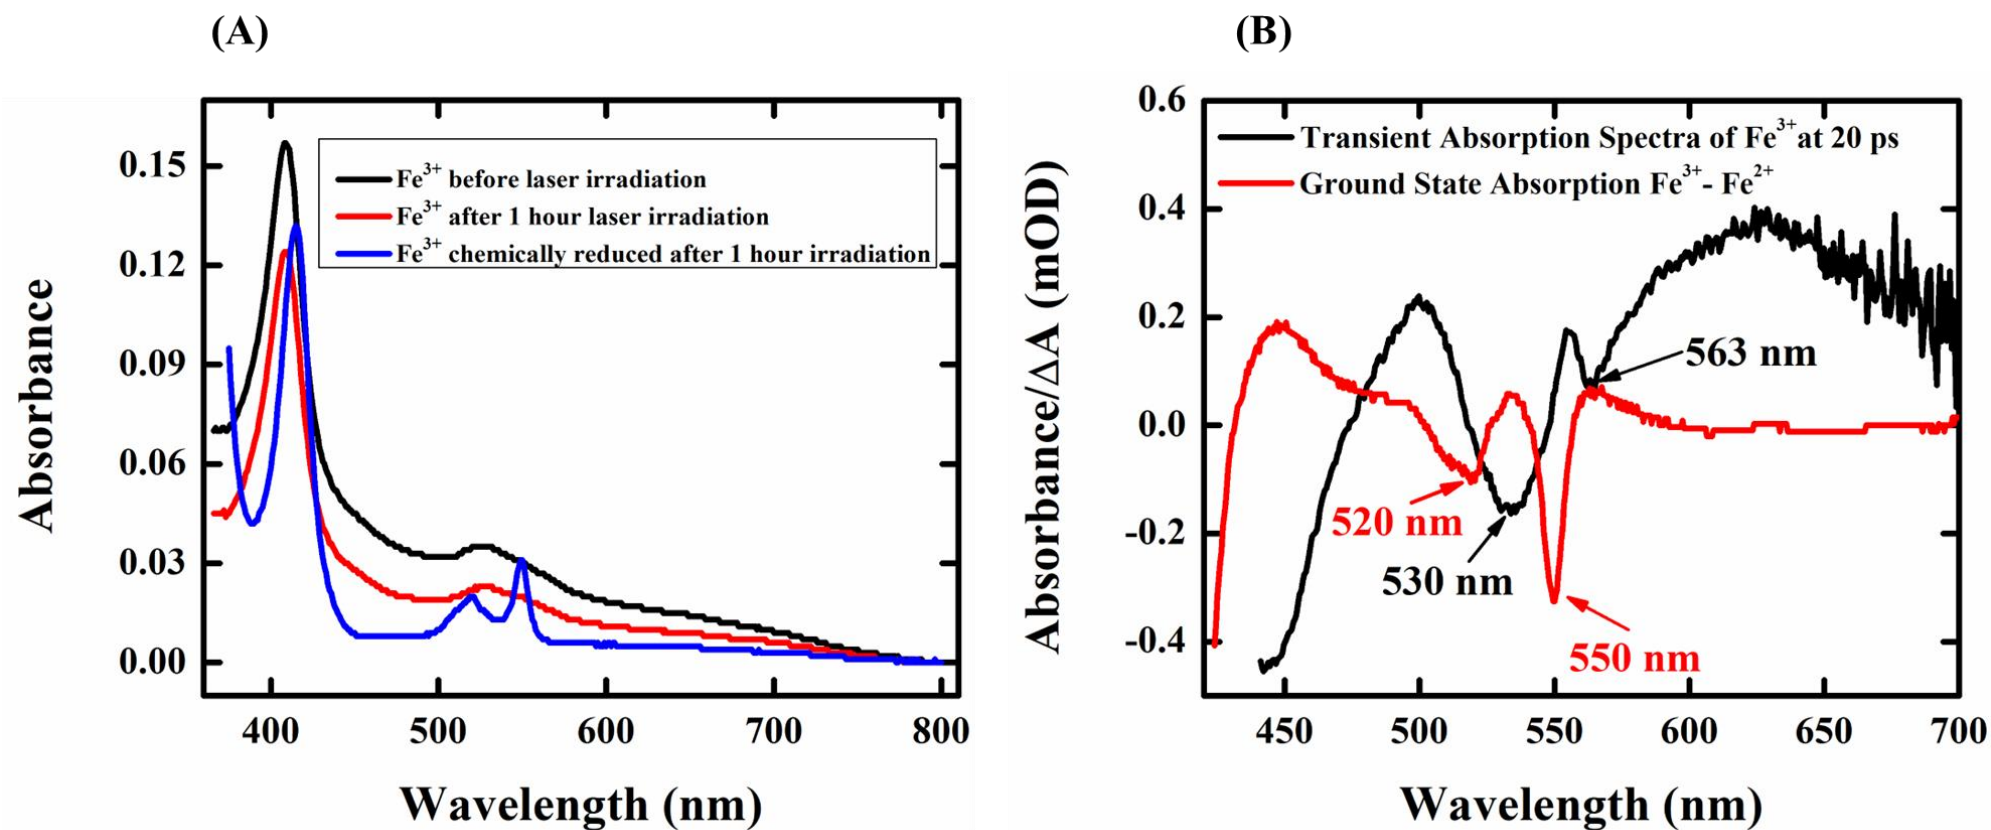 (A)
(B)
Absorbance
0.15
0.12
0.09
0.06
0.03
0.00
Fe³⁺ before laser irradiation
Fe³⁺ after 1 hour laser irradiation
Fe³⁺ chemically reduced after 1 hour irradiation
400 500 600 700 800
Wavelength (nm)
Absorbance/ΔA (mOD)
0.6
0.4
0.2
0.0
-0.2
-0.4
Transient Absorption Spectra of Fe³⁺ at 20 ps
Ground State Absorption Fe³⁺- Fe²⁺
563 nm
520 nm
530 nm
550 nm
450 500 550 600 650 700
Wavelength (nm)